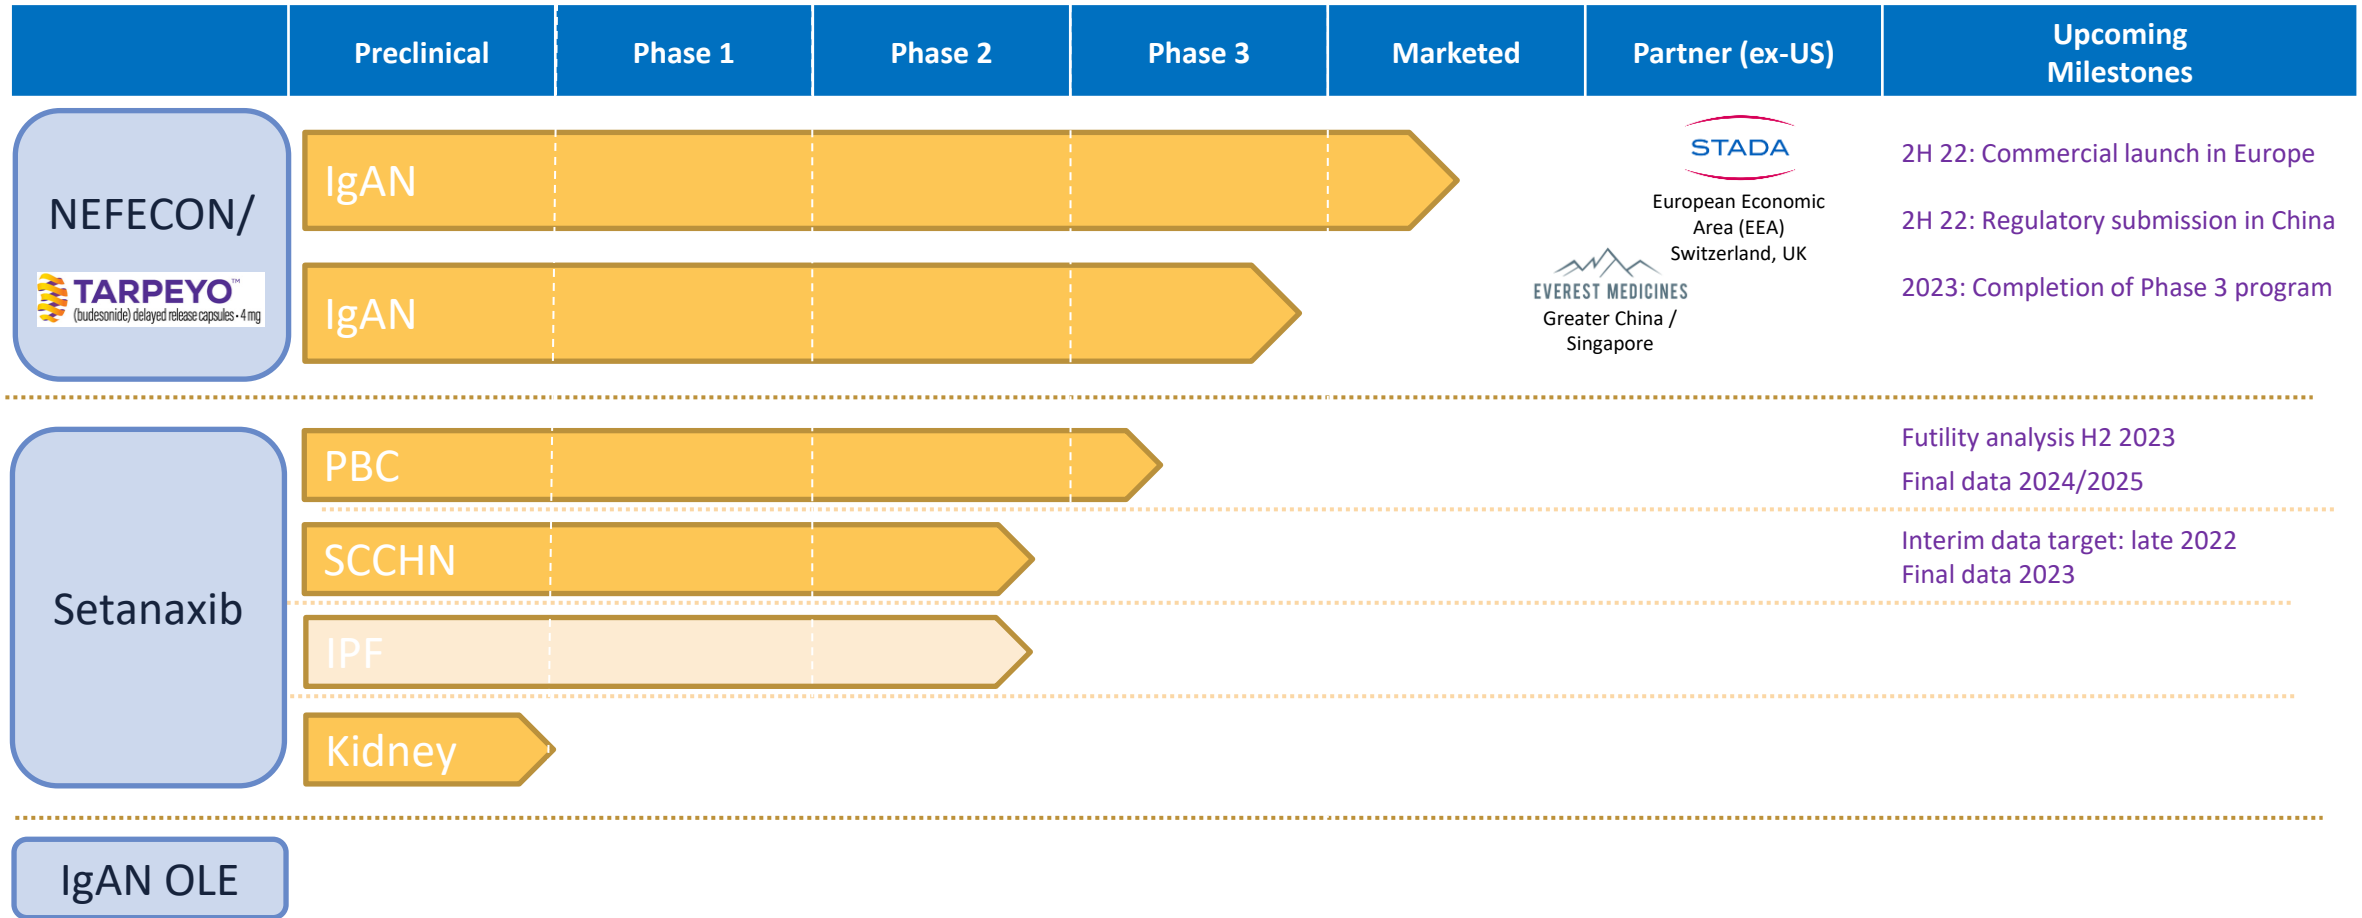 Preclinical
Phase 1
Phase 2
Phase 3
Marketed
Partner (ex-US)
Upcoming
Milestones
NEFECON/
TARPEYO™
(budesonide) delayed release capsules • 4 mg
IgAN
IgAN
STADA
European Economic
Area (EEA)
Switzerland, UK
EVEREST MEDICINES
Greater China /
Singapore
2H 22: Commercial launch in Europe
2H 22: Regulatory submission in China
2023: Completion of Phase 3 program
Setanaxib
PBC
Futility analysis H2 2023
Final data 2024/2025
SCCHN
Interim data target: late 2022
Final data 2023
IPF
Kidney
IgAN OLE